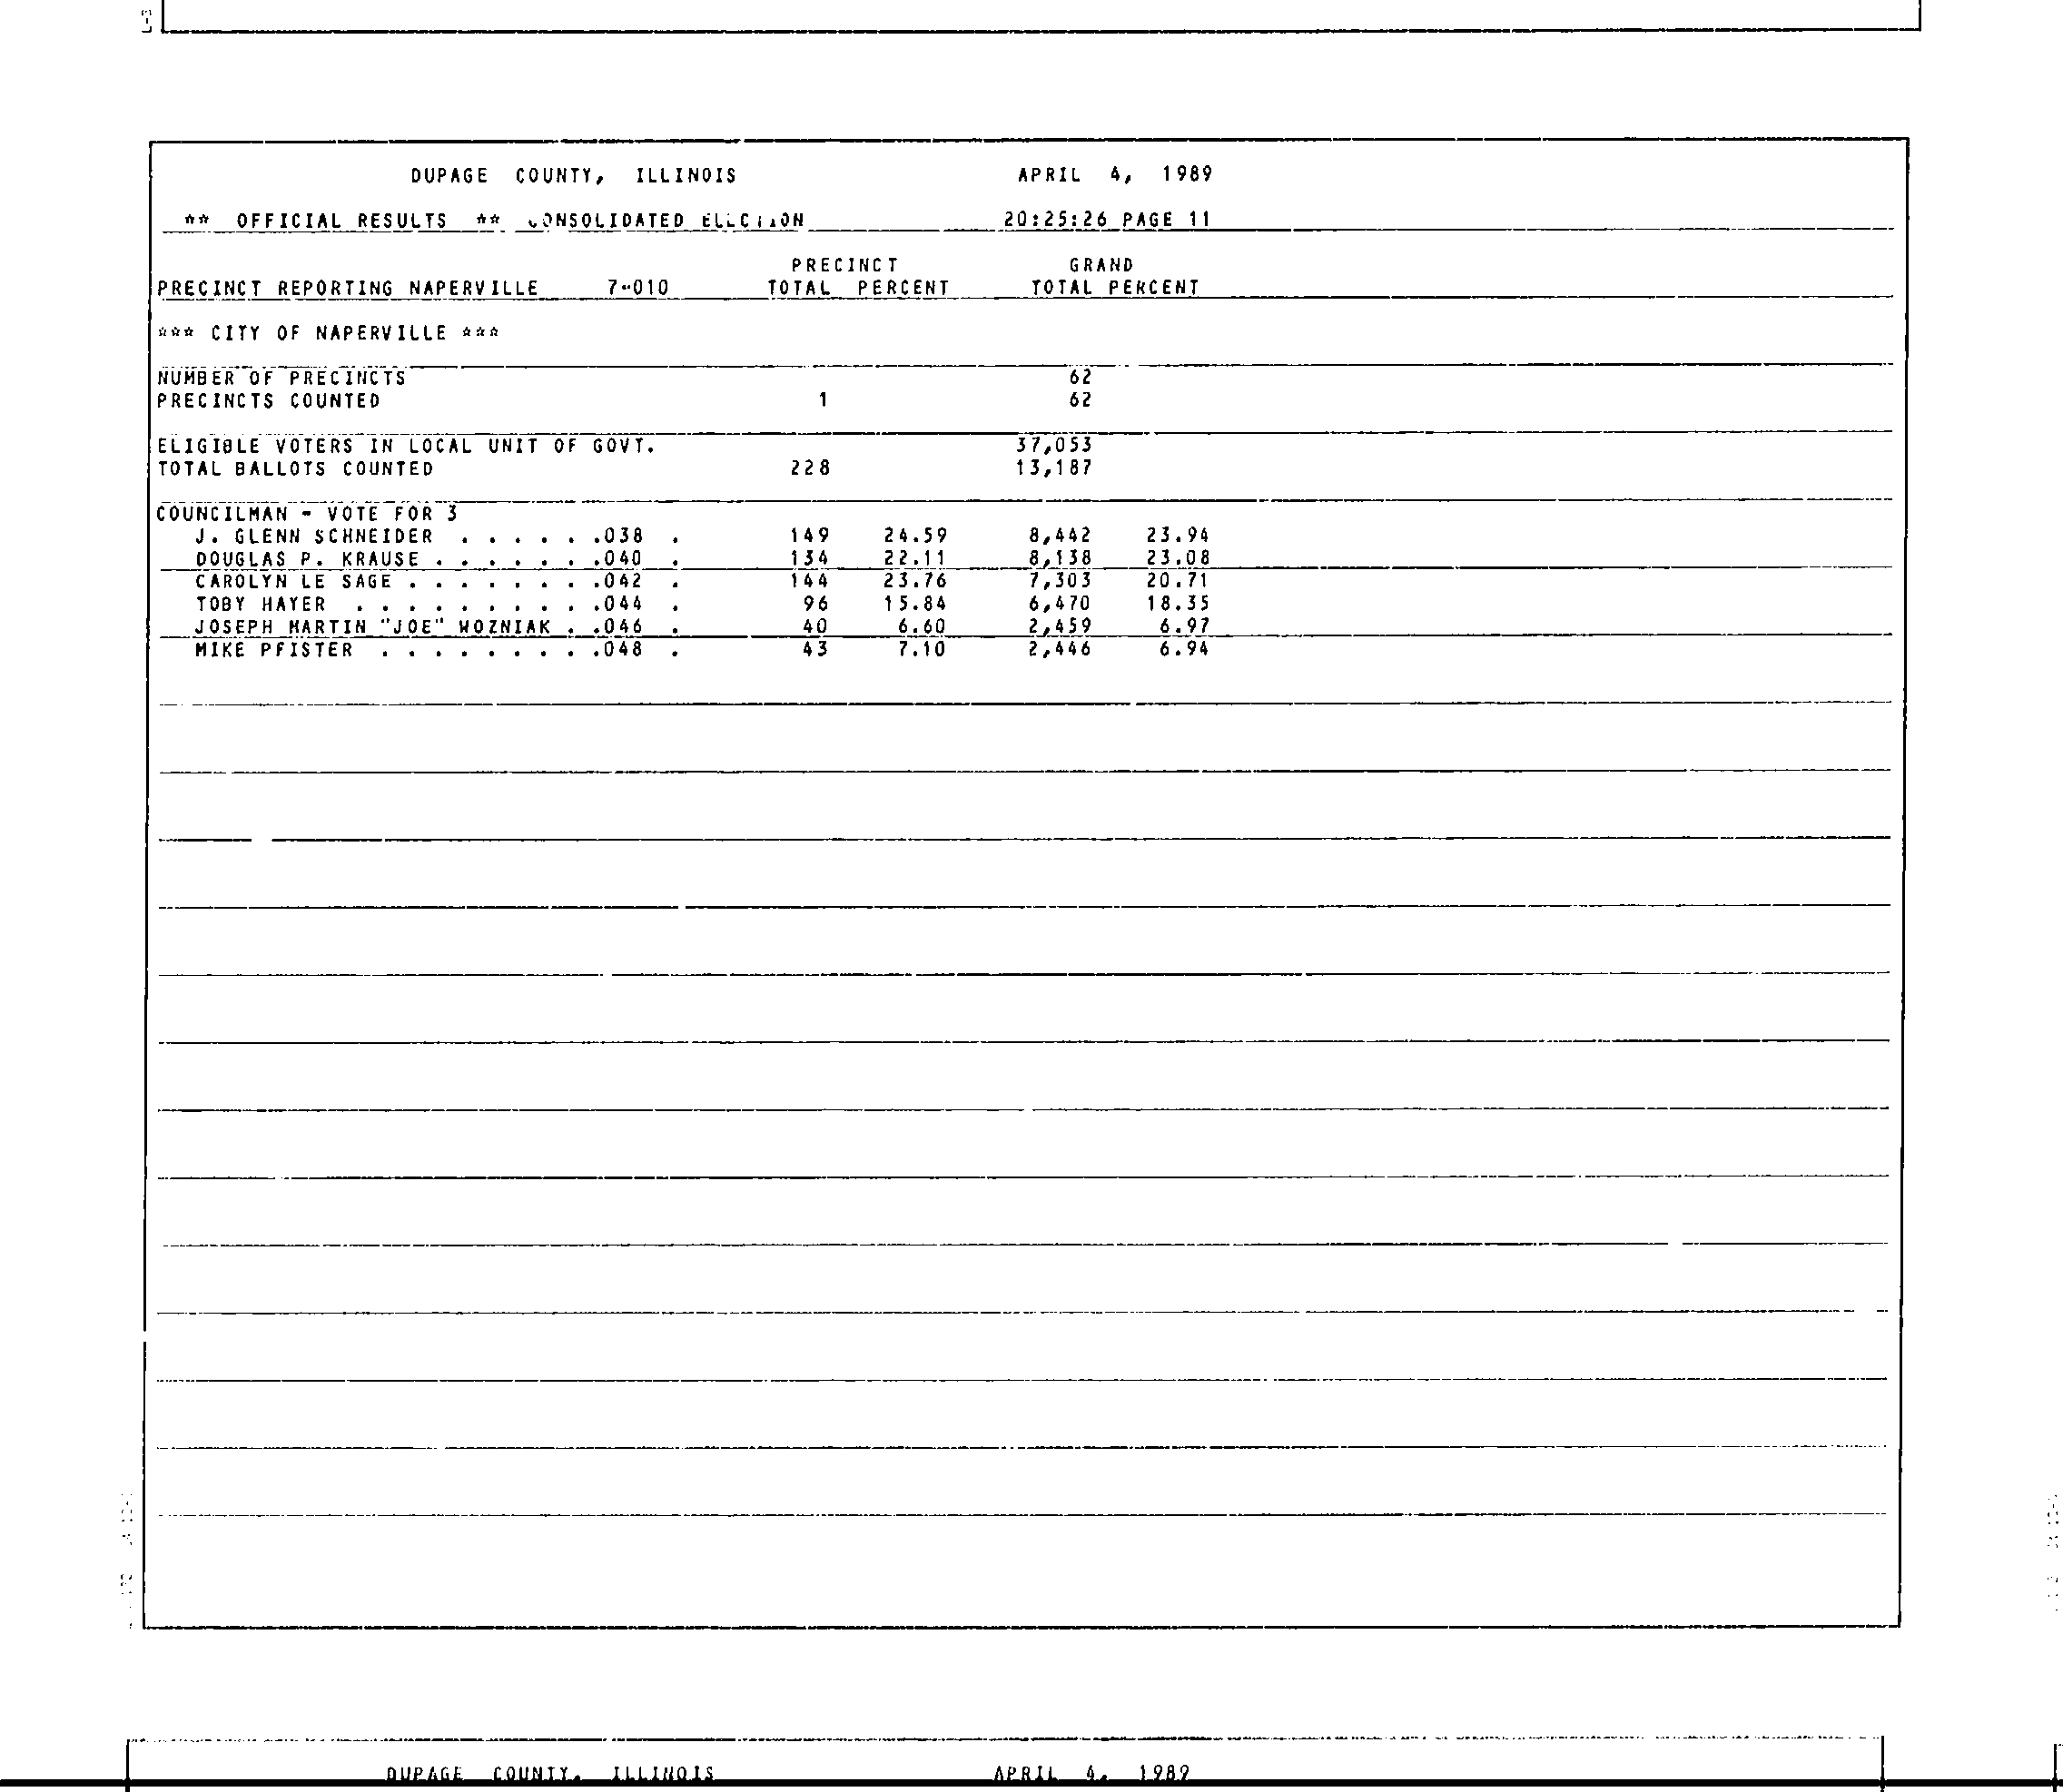 DUPAGE COUNTY, ILLINOIS APRIL 4, 1989
** OFFICIAL RESULTS ** CONSOLIDATED ELECTION 20:25:26 PAGE 11
PRECINCT GRAND
PRECINCT REPORTING NAPERVILLE 7-010 TOTAL PERCENT TOTAL PERCENT
*** CITY OF NAPERVILLE ***
NUMBER OF PRECINCTS 62
PRECINCTS COUNTED 1 62
ELIGIBLE VOTERS IN LOCAL UNIT OF GOVT. 37,053
TOTAL BALLOTS COUNTED 228 13,187
COUNCILMAN - VOTE FOR 3
J. GLENN SCHNEIDER . . . . . .038 . 149 24.59 8,442 23.94
DOUGLAS P. KRAUSE . . . . . . .040 . 134 22.11 8,138 23.08
CAROLYN LE SAGE . . . . . . . .042 . 144 23.76 7,303 20.71
TOBY HAYER . . . . . . . . . .044 . 96 15.84 6,470 18.35
JOSEPH MARTIN "JOE" WOZNIAK . .046 . 40 6.60 2,459 6.97
MIKE PFISTER . . . . . . . . .048 . 43 7.10 2,446 6.94
DUPAGE COUNTY, ILLINOIS APRIL 4, 1989